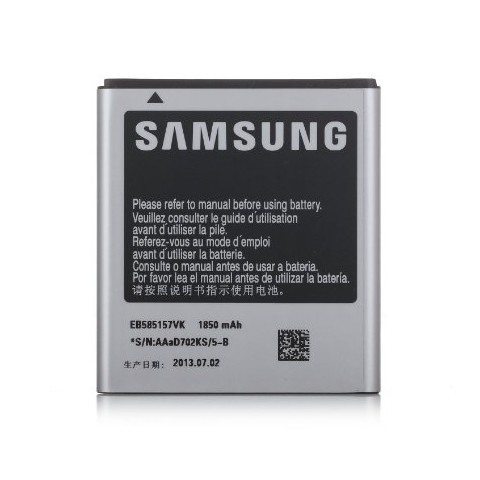 SAMSUNG
Please refer to manual before using battery.
Veuillez consulter le guide d'utilisation
avant d'utiliser la pile.
Referez-vous au mode d'emploi
avant d'utiliser la batterie.
Consulte o manual antes de usar a bateria.
Por favor lea el manual antes de utilizar la batería.
请按照说明书指示使用电池。
EB585157VK 1850 mAh
*S/N:AAaD702KS/5-B
生产日期: 2013.07.02